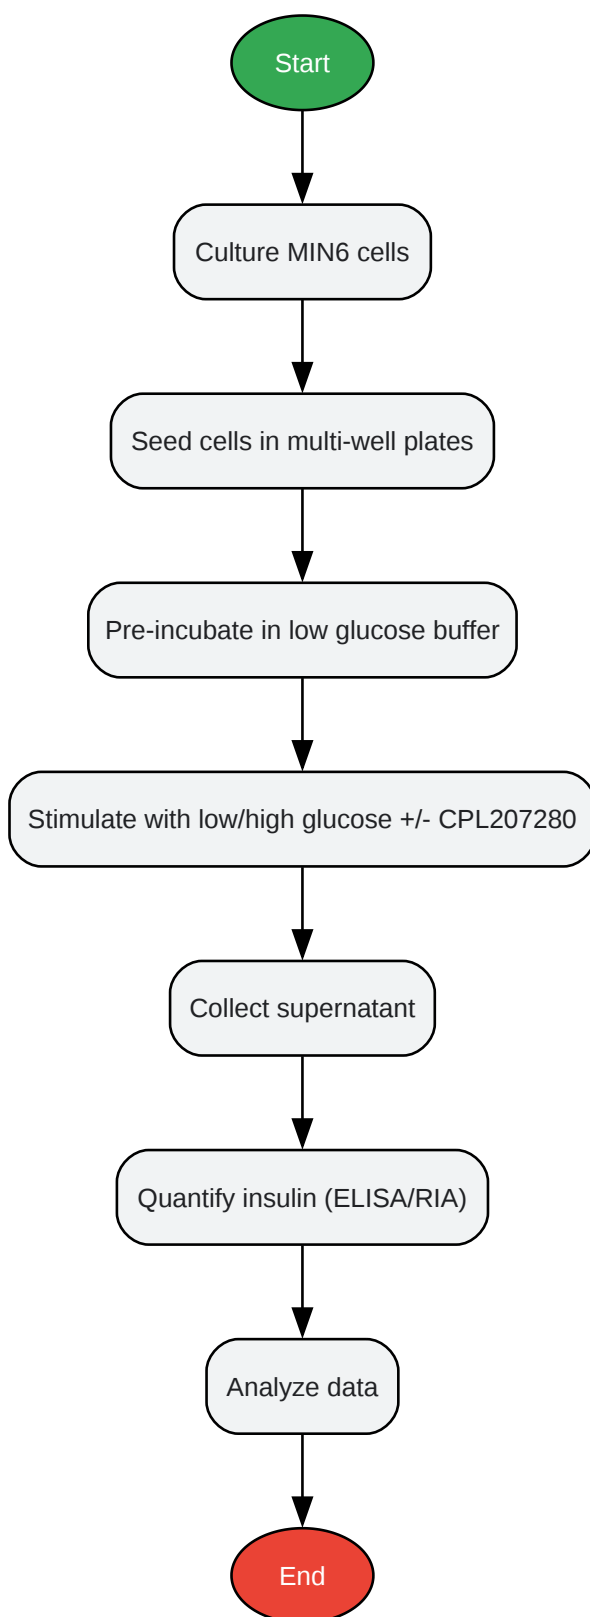 Start
Culture MIN6 cells
Seed cells in multi-well plates
Pre-incubate in low glucose buffer
Stimulate with low/high glucose +/- CPL207280
Collect supernatant
Quantify insulin (ELISA/RIA)
Analyze data
End